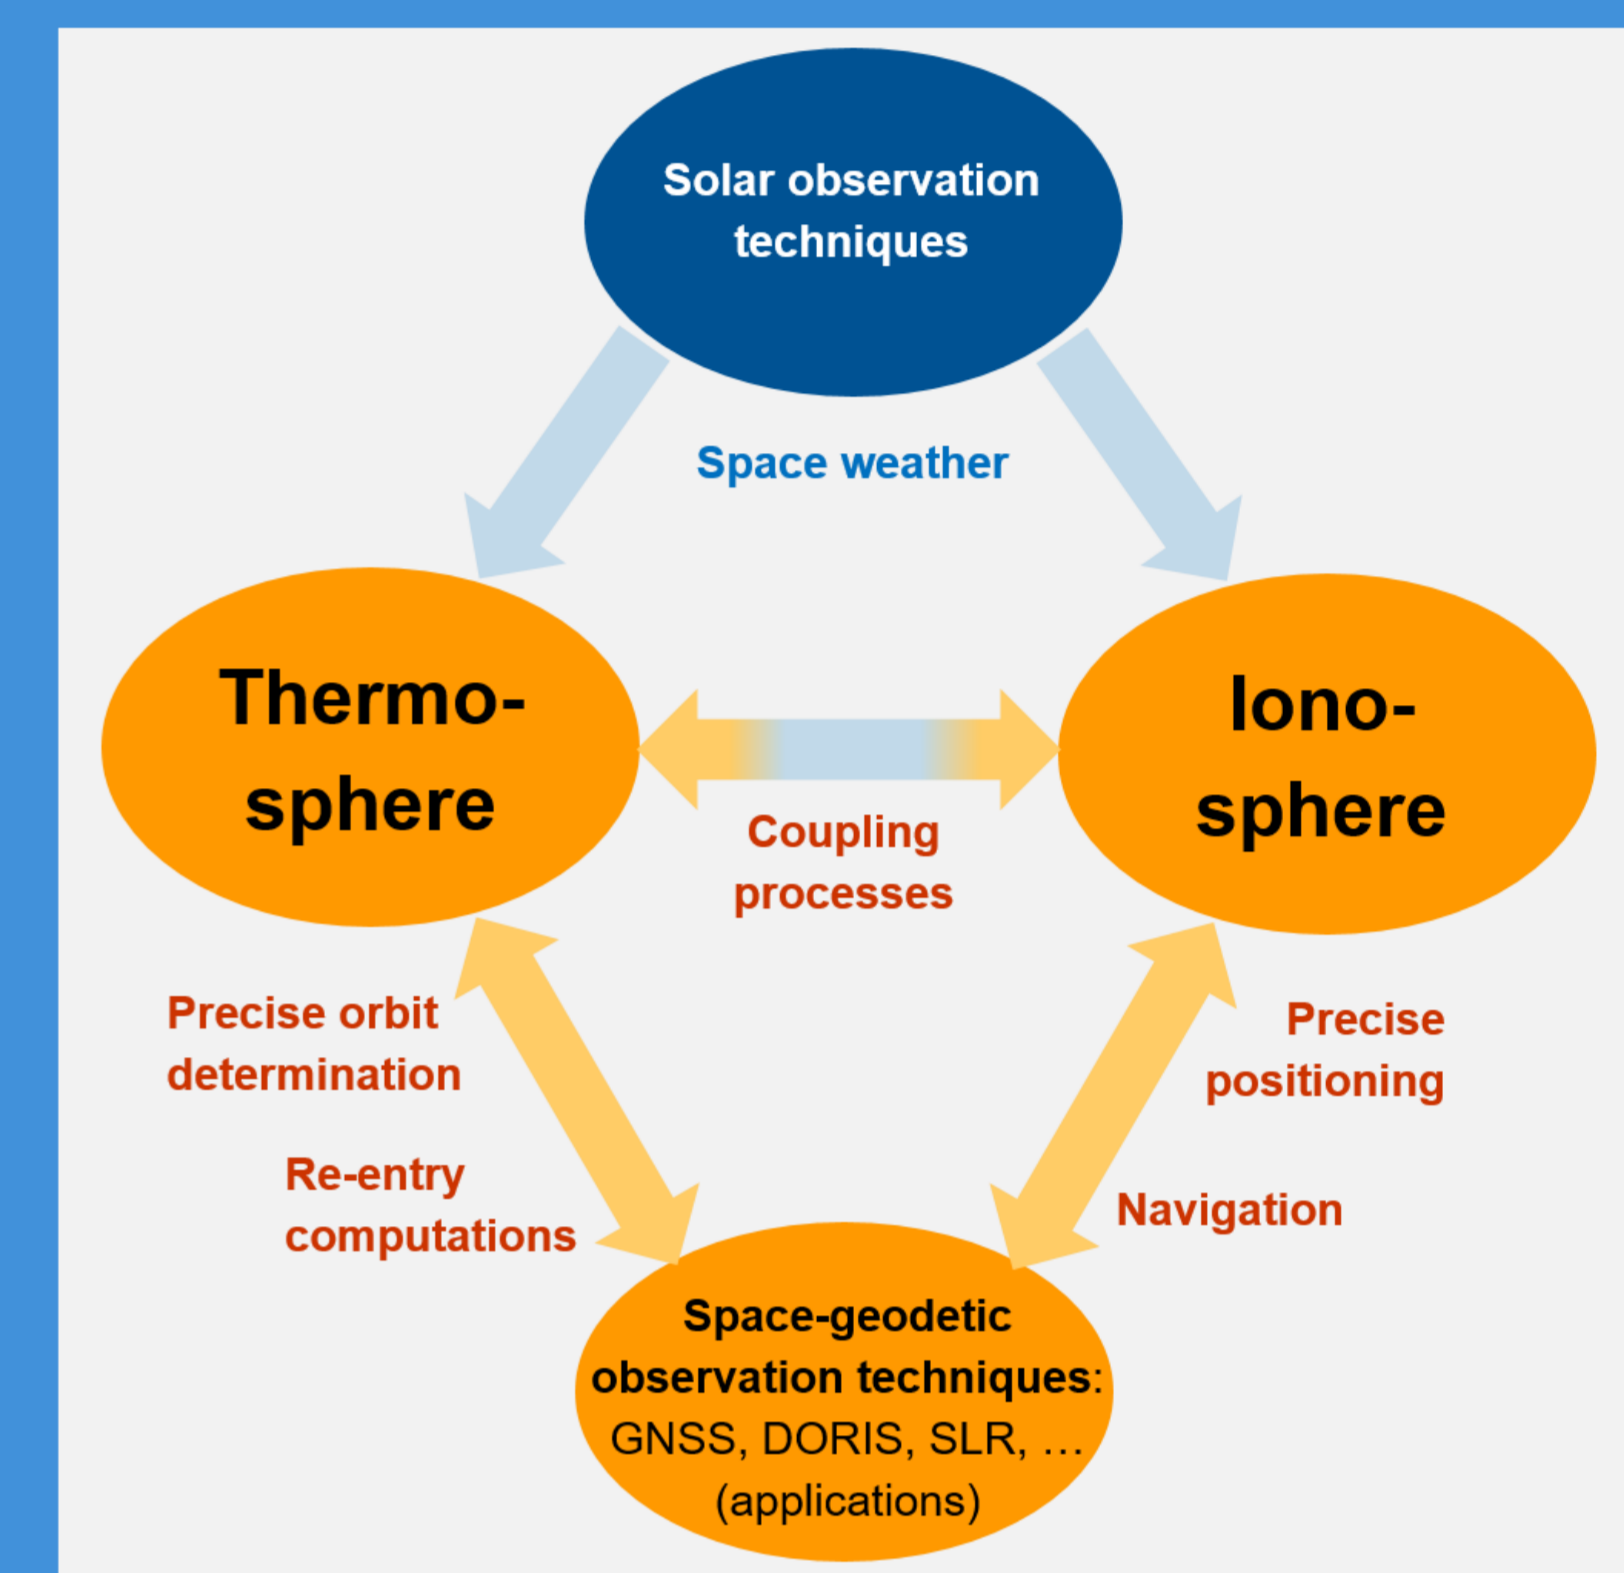 Solar observation
techniques
Space weather
Thermo-
sphere
Iono-
sphere
Coupling
processes
Precise orbit
determination
Re-entry
computations
Precise
positioning
Navigation
Space-geodetic
observation techniques:
GNSS, DORIS, SLR, ...
(applications)